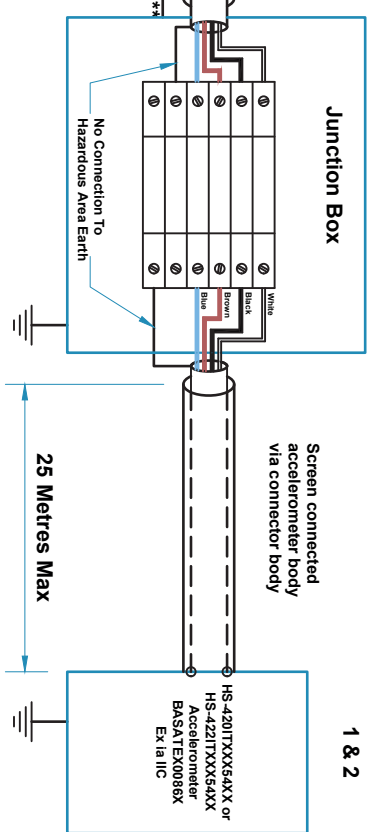 1 & 2
Junction Box
Screen connected
accelerometer body
via connector body
White
Black
Brown
Blue
No Connection To
Hazardous Area Earth
25 Metres Max
HS-420ITXXX54XX or
HS-422ITXXX54XX
Accelerometer
BASATEX0086X
Ex ia IIC
**